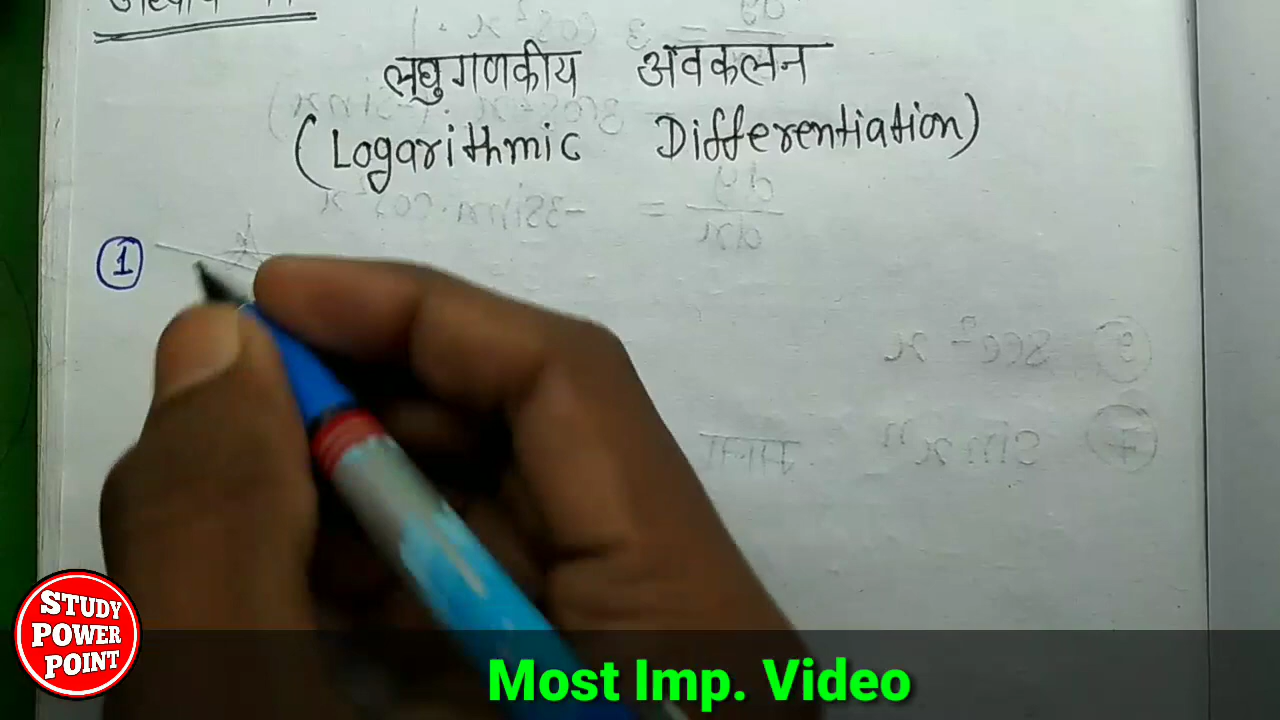 लघुगणकीय अवकलन
(Logarithmic Differentiation)
1
STUDY
POWER
POINT
Most Imp. Video